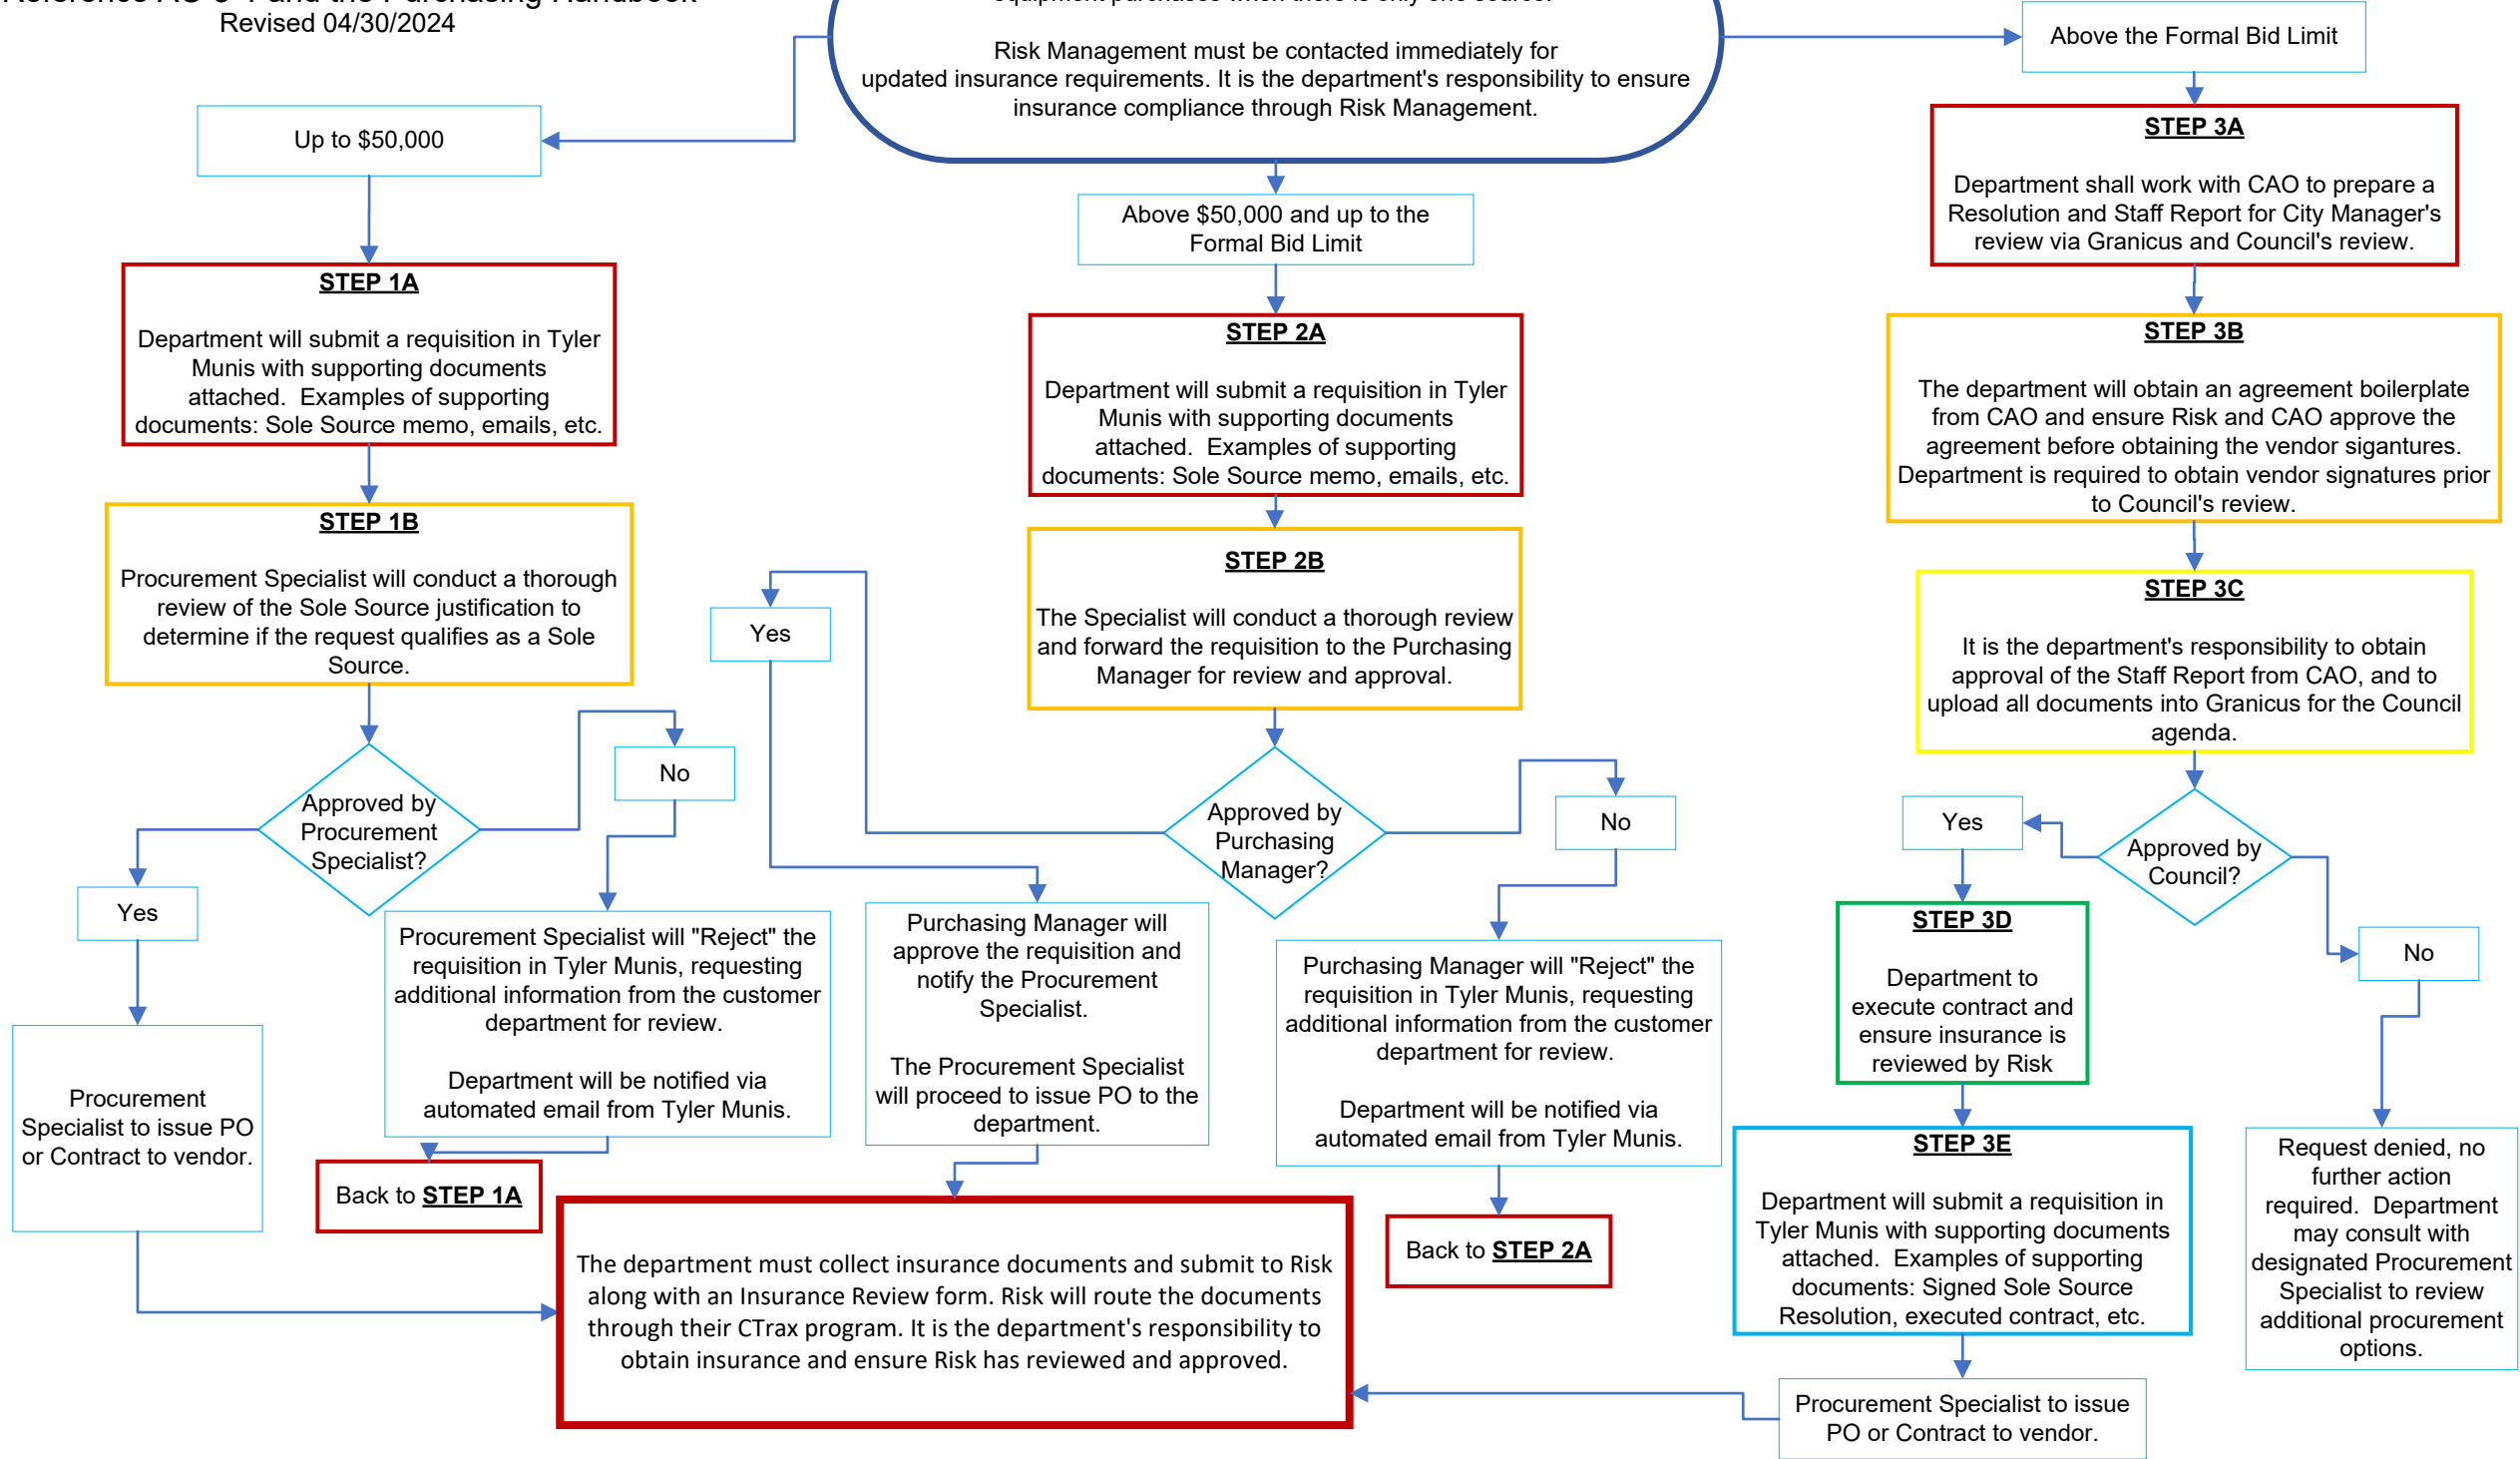 Revised 04/30/2024
Risk Management must be contacted immediately for
updated insurance requirements. It is the department's responsibility to ensure
insurance compliance through Risk Management.
Up to $50,000
STEP 1A
Department will submit a requisition in Tyler
Munis with supporting documents
attached. Examples of supporting
documents: Sole Source memo, emails, etc.
STEP 1B
Procurement Specialist will conduct a thorough
review of the Sole Source justification to
determine if the request qualifies as a Sole
Source.
Approved by
Procurement
Specialist?
No
Yes
Procurement Specialist will "Reject" the
requisition in Tyler Munis, requesting
additional information from the customer
department for review.
Department will be notified via
automated email from Tyler Munis.
Back to STEP 1A
Procurement
Specialist to issue PO
or Contract to vendor.
Above $50,000 and up to the
Formal Bid Limit
STEP 2A
Department will submit a requisition in Tyler
Munis with supporting documents
attached. Examples of supporting
documents: Sole Source memo, emails, etc.
STEP 2B
The Specialist will conduct a thorough review
and forward the requisition to the Purchasing
Manager for review and approval.
Approved by
Purchasing
Manager?
Yes
Purchasing Manager will
approve the requisition and
notify the Procurement
Specialist.
The Procurement Specialist
will proceed to issue PO to the
department.
No
Purchasing Manager will "Reject" the
requisition in Tyler Munis, requesting
additional information from the customer
department for review.
Department will be notified via
automated email from Tyler Munis.
Back to STEP 2A
The department must collect insurance documents and submit to Risk
along with an Insurance Review form. Risk will route the documents
through their CTrax program. It is the department's responsibility to
obtain insurance and ensure Risk has reviewed and approved.
Above the Formal Bid Limit
STEP 3A
Department shall work with CAO to prepare a
Resolution and Staff Report for City Manager's
review via Granicus and Council's review.
STEP 3B
The department will obtain an agreement boilerplate
from CAO and ensure Risk and CAO approve the
agreement before obtaining the vendor sigantures.
Department is required to obtain vendor signatures prior
to Council's review.
STEP 3C
It is the department's responsibility to obtain
approval of the Staff Report from CAO, and to
upload all documents into Granicus for the Council
agenda.
Approved by
Council?
Yes
STEP 3D
Department to
execute contract and
ensure insurance is
reviewed by Risk
STEP 3E
Department will submit a requisition in
Tyler Munis with supporting documents
attached. Examples of supporting
documents: Signed Sole Source
Resolution, executed contract, etc.
Procurement Specialist to issue
PO or Contract to vendor.
No
Request denied, no
further action
required. Department
may consult with
designated Procurement
Specialist to review
additional procurement
options.